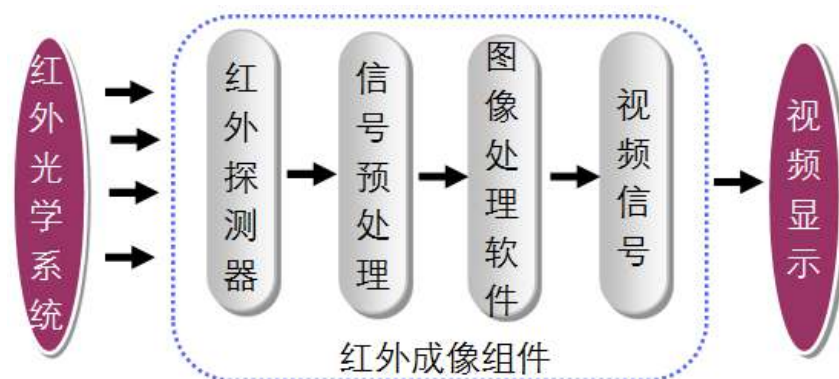 红外光学系统
红外探测器
信号预处理
图像处理软件
视频信号
视频显示
红外成像组件